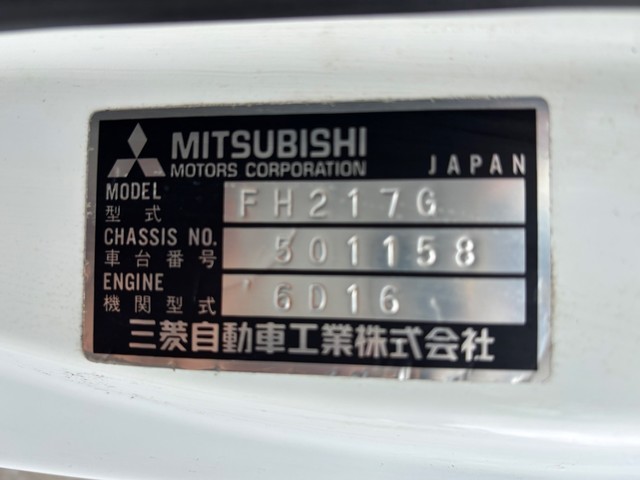 MITSUBISHI
MOTORS CORPORATION JAPAN
MODEL
型式 FH217G
CHASSIS NO.
車台番号 501158
ENGINE
機関型式 6D16
三菱自動車工業株式会社